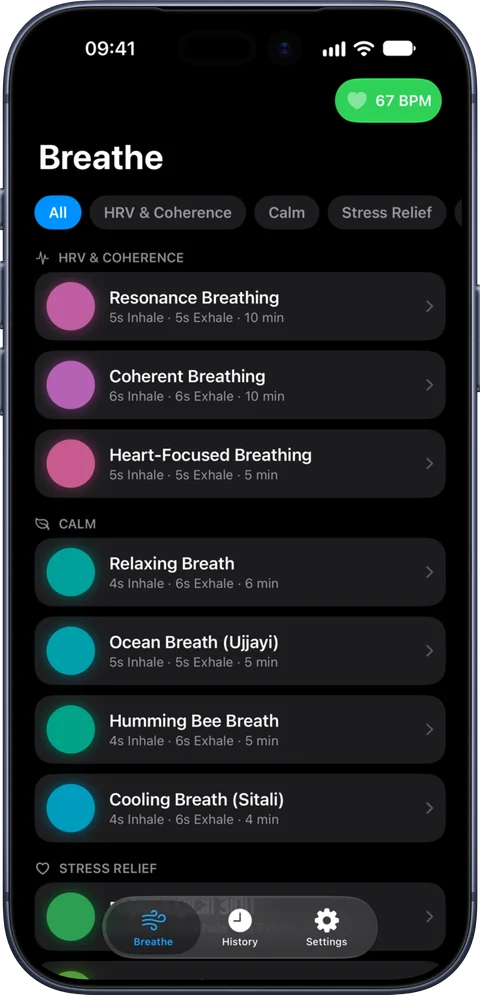 09:41
67 BPM
Breathe
All
HRV & Coherence
Calm
Stress Relief
HRV & COHERENCE
Resonance Breathing
5s Inhale · 5s Exhale · 10 min
Coherent Breathing
6s Inhale · 6s Exhale · 10 min
Heart-Focused Breathing
5s Inhale · 5s Exhale · 5 min
CALM
Relaxing Breath
4s Inhale · 6s Exhale · 6 min
Ocean Breath (Ujjayi)
5s Inhale · 5s Exhale · 5 min
Humming Bee Breath
4s Inhale · 6s Exhale · 5 min
Cooling Breath (Sitali)
4s Inhale · 6s Exhale · 4 min
STRESS RELIEF
Breathe
History
Settings